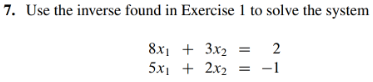 7. Use the inverse found in Exercise 1 to solve the system
8x₁ + 3x₂ = 2
5x₁ + 2x₂ = −1